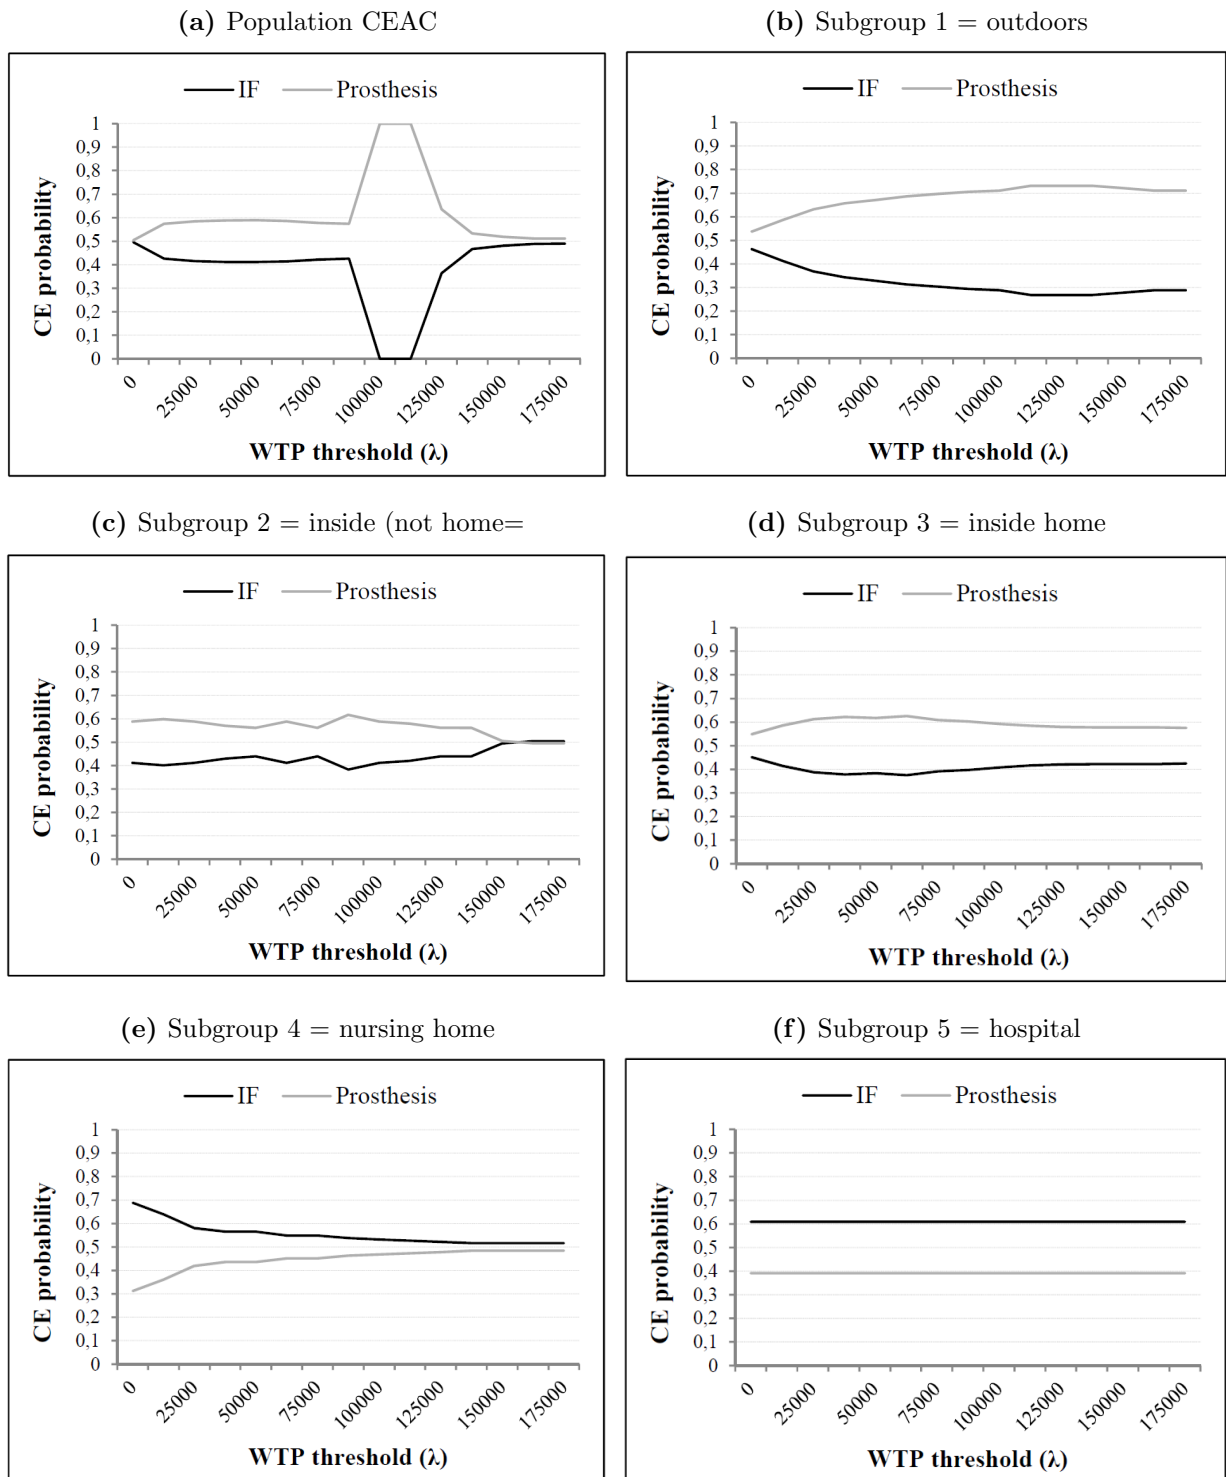 (a) Population CEAC
IF Prosthesis
CE probability
1
0,9
0,8
0,7
0,6
0,5
0,4
0,3
0,2
0,1
0
0 25000 50000 75000 100000 125000 150000 175000
WTP threshold (λ)
(b) Subgroup 1 = outdoors
IF Prosthesis
CE probability
1
0,9
0,8
0,7
0,6
0,5
0,4
0,3
0,2
0,1
0
0 25000 50000 75000 100000 125000 150000 175000
WTP threshold (λ)
(c) Subgroup 2 = inside (not home=
IF Prosthesis
CE probability
1
0,9
0,8
0,7
0,6
0,5
0,4
0,3
0,2
0,1
0
0 25000 50000 75000 100000 125000 150000 175000
WTP threshold (λ)
(d) Subgroup 3 = inside home
IF Prosthesis
CE probability
1
0,9
0,8
0,7
0,6
0,5
0,4
0,3
0,2
0,1
0
0 25000 50000 75000 100000 125000 150000 175000
WTP threshold (λ)
(e) Subgroup 4 = nursing home
IF Prosthesis
CE probability
1
0,9
0,8
0,7
0,6
0,5
0,4
0,3
0,2
0,1
0
0 25000 50000 75000 100000 125000 150000 175000
WTP threshold (λ)
(f) Subgroup 5 = hospital
IF Prosthesis
CE probability
1
0,9
0,8
0,7
0,6
0,5
0,4
0,3
0,2
0,1
0
0 25000 50000 75000 100000 125000 150000 175000
WTP threshold (λ)